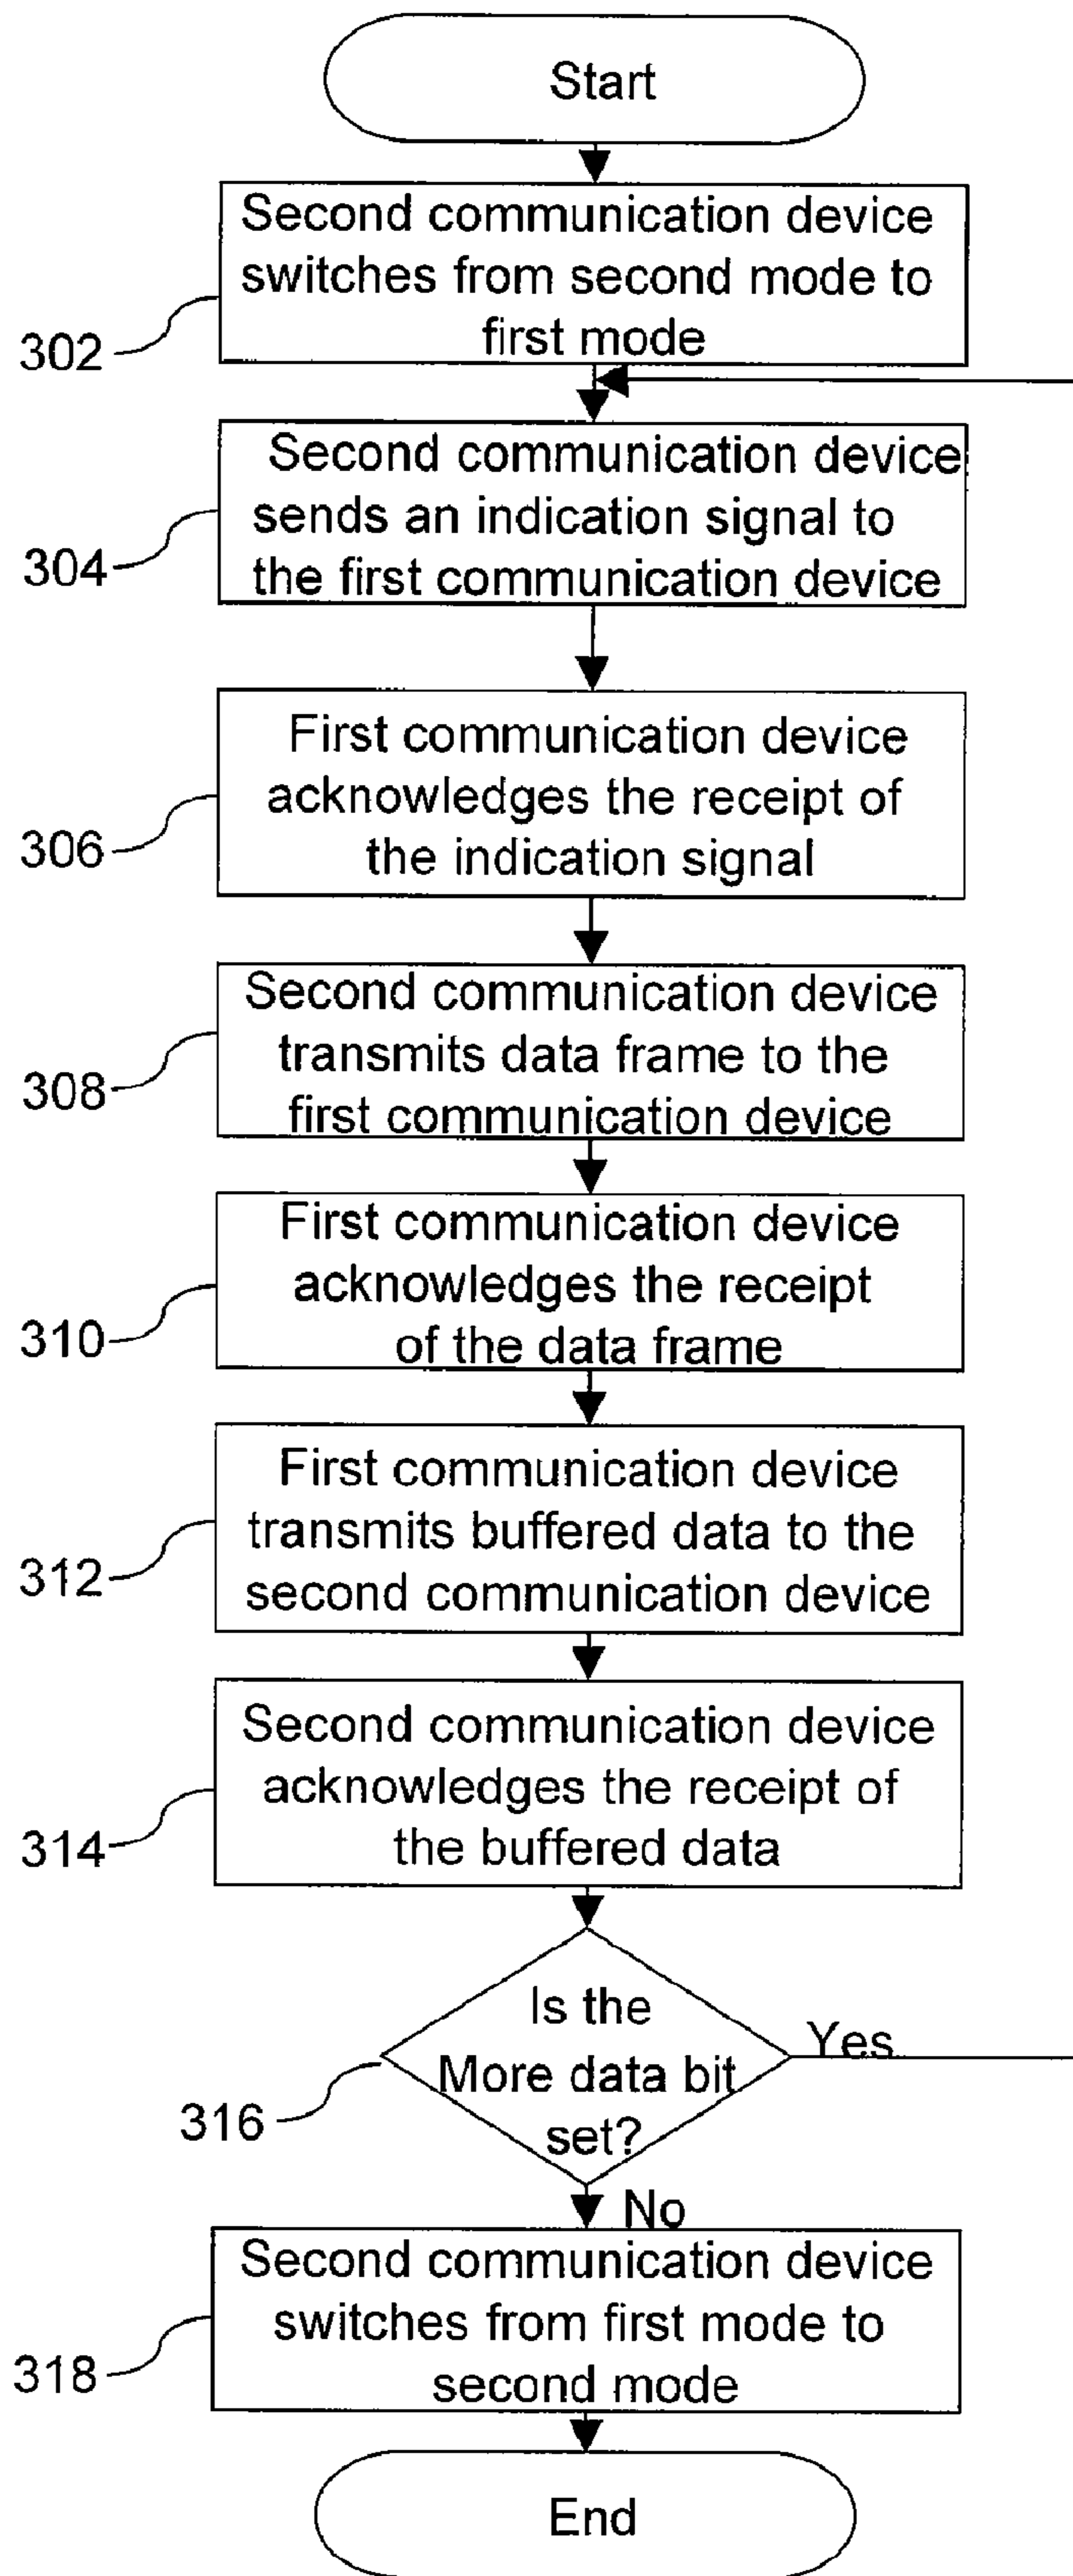 Start
Second communication device
switches from second mode to
first mode
302
Second communication device
sends an indication signal to
the first communication device
304
First communication device
acknowledges the receipt of
the indication signal
306
Second communication device
transmits data frame to the
first communication device
308
First communication device
acknowledges the receipt
of the data frame
310
First communication device
transmits buffered data to the
second communication device
312
Second communication device
acknowledges the receipt of
the buffered data
314
Is the
More data bit
set?
Yes
316
No
Second communication device
switches from first mode to
second mode
318
End